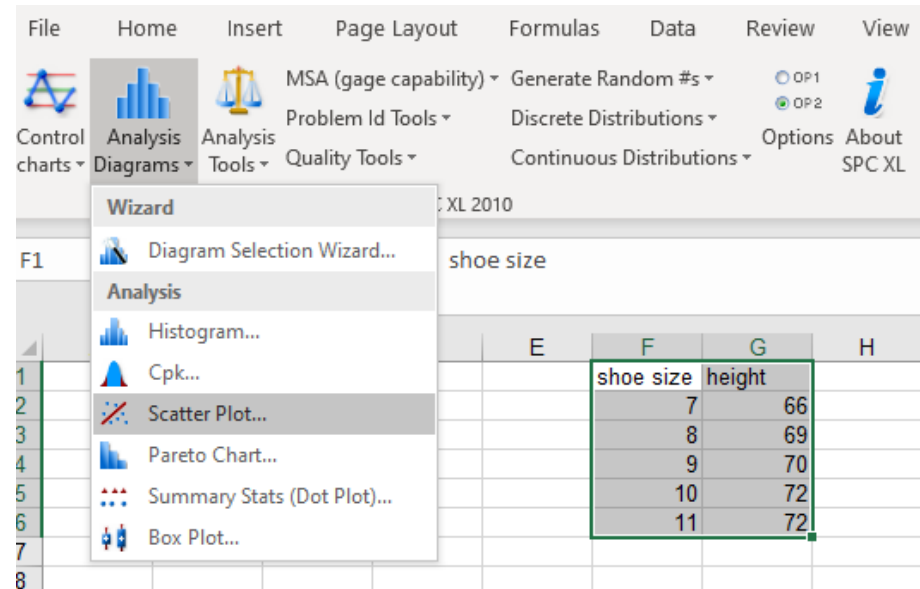 File Home Insert Page Layout Formulas Data Review View
MSA (gage capability) Generate Random #s OP1
Problem Id Tools Discrete Distributions OP2
Control Analysis Analysis Options About
charts Diagrams Tools Quality Tools Continuous Distributions SPC XL
XL 2010
Wizard
Diagram Selection Wizard...
F1 shoe size
Analysis
Histogram...
Cpk...
Scatter Plot...
Pareto Chart...
Summary Stats (Dot Plot)...
Box Plot...
E F G H
1 shoe size height
2 7 66
3 8 69
4 9 70
5 10 72
6 11 72
7
8